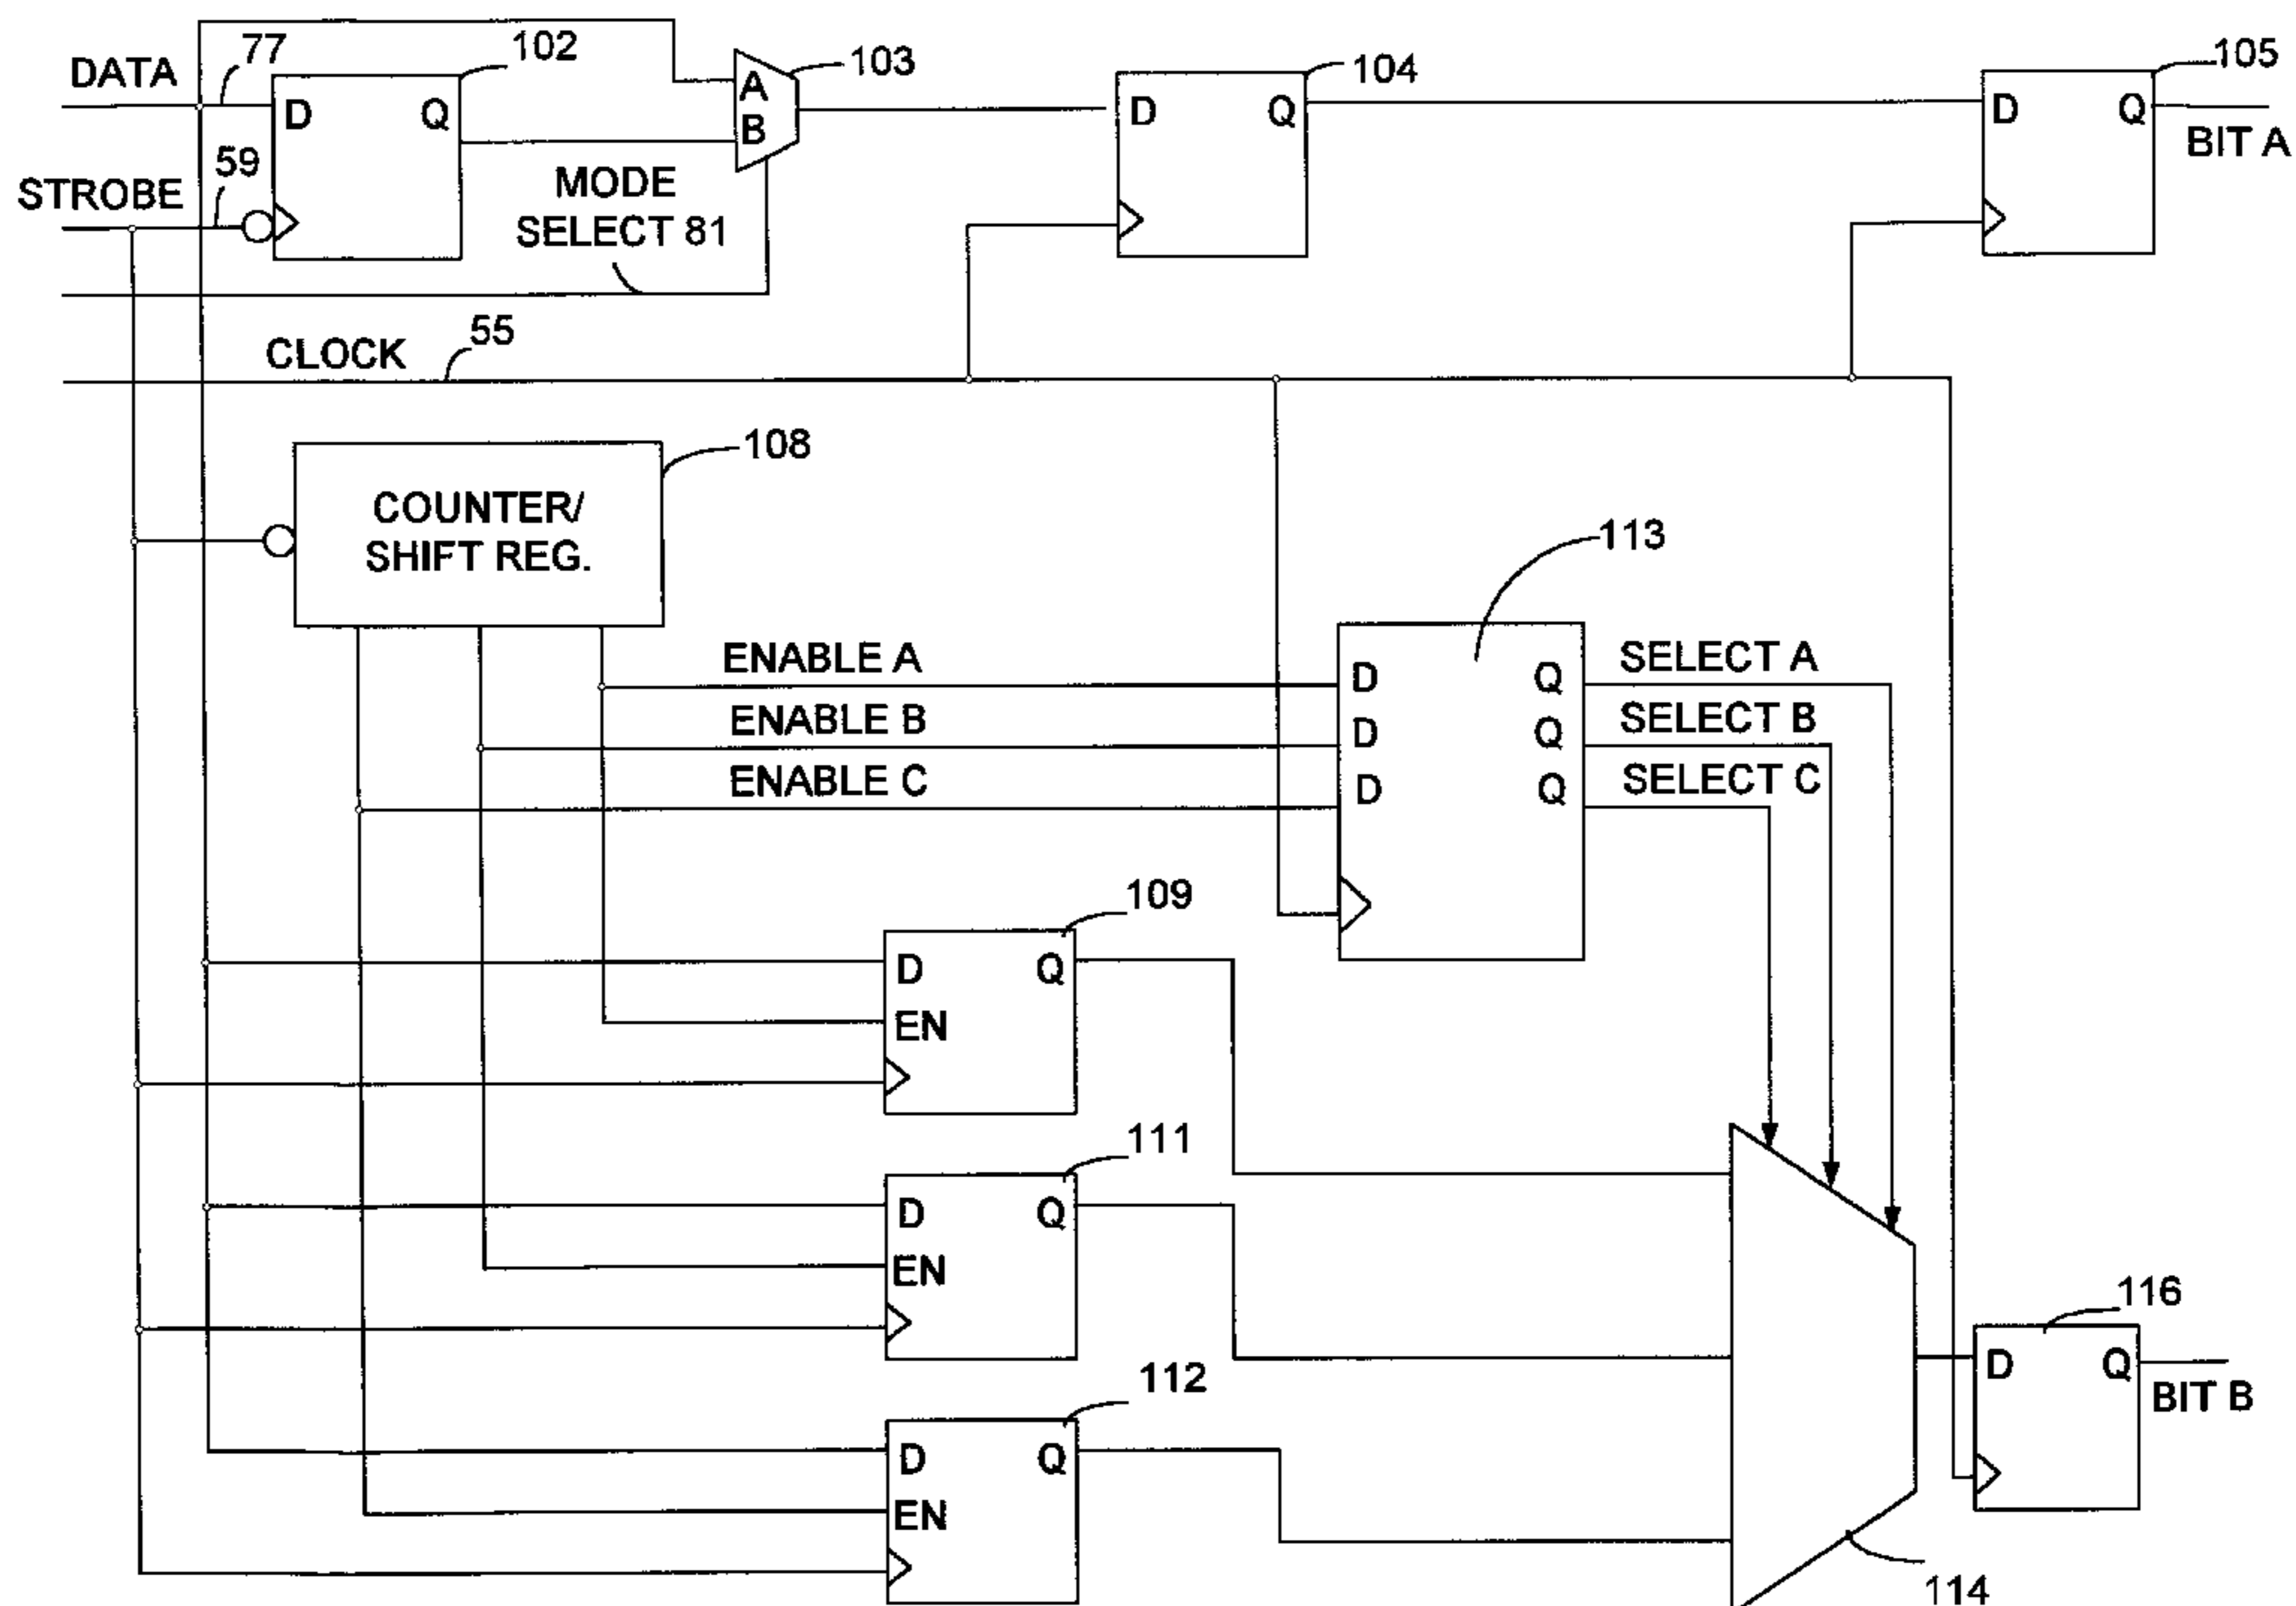 DATA
77
102
103
104
105
D
Q
A
B
D
Q
D
Q
BIT A
STROBE
59
MODE
SELECT 81
CLOCK
55
COUNTER/
SHIFT REG.
108
113
ENABLE A
D
Q
SELECT A
ENABLE B
D
Q
SELECT B
ENABLE C
D
Q
SELECT C
109
D
Q
EN
111
D
Q
EN
116
D
Q
BIT B
112
D
Q
EN
114